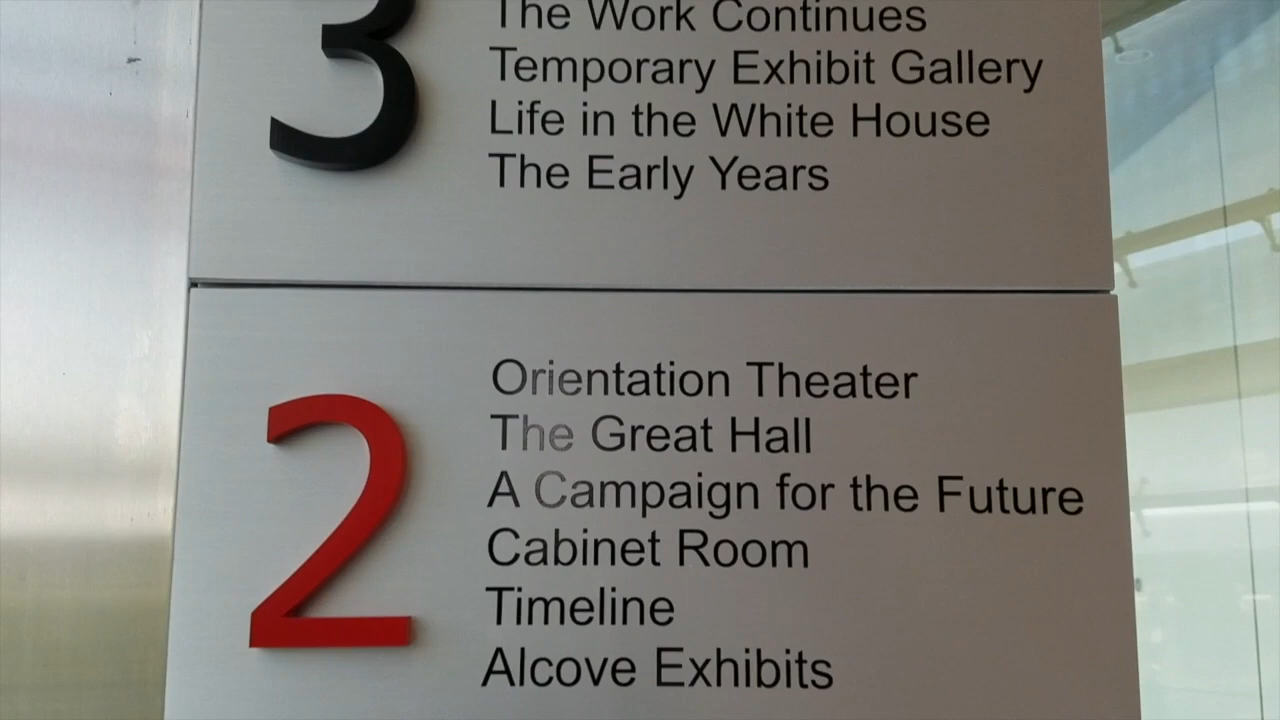 3
The Work Continues
Temporary Exhibit Gallery
Life in the White House
The Early Years
2
Orientation Theater
The Great Hall
A Campaign for the Future
Cabinet Room
Timeline
Alcove Exhibits